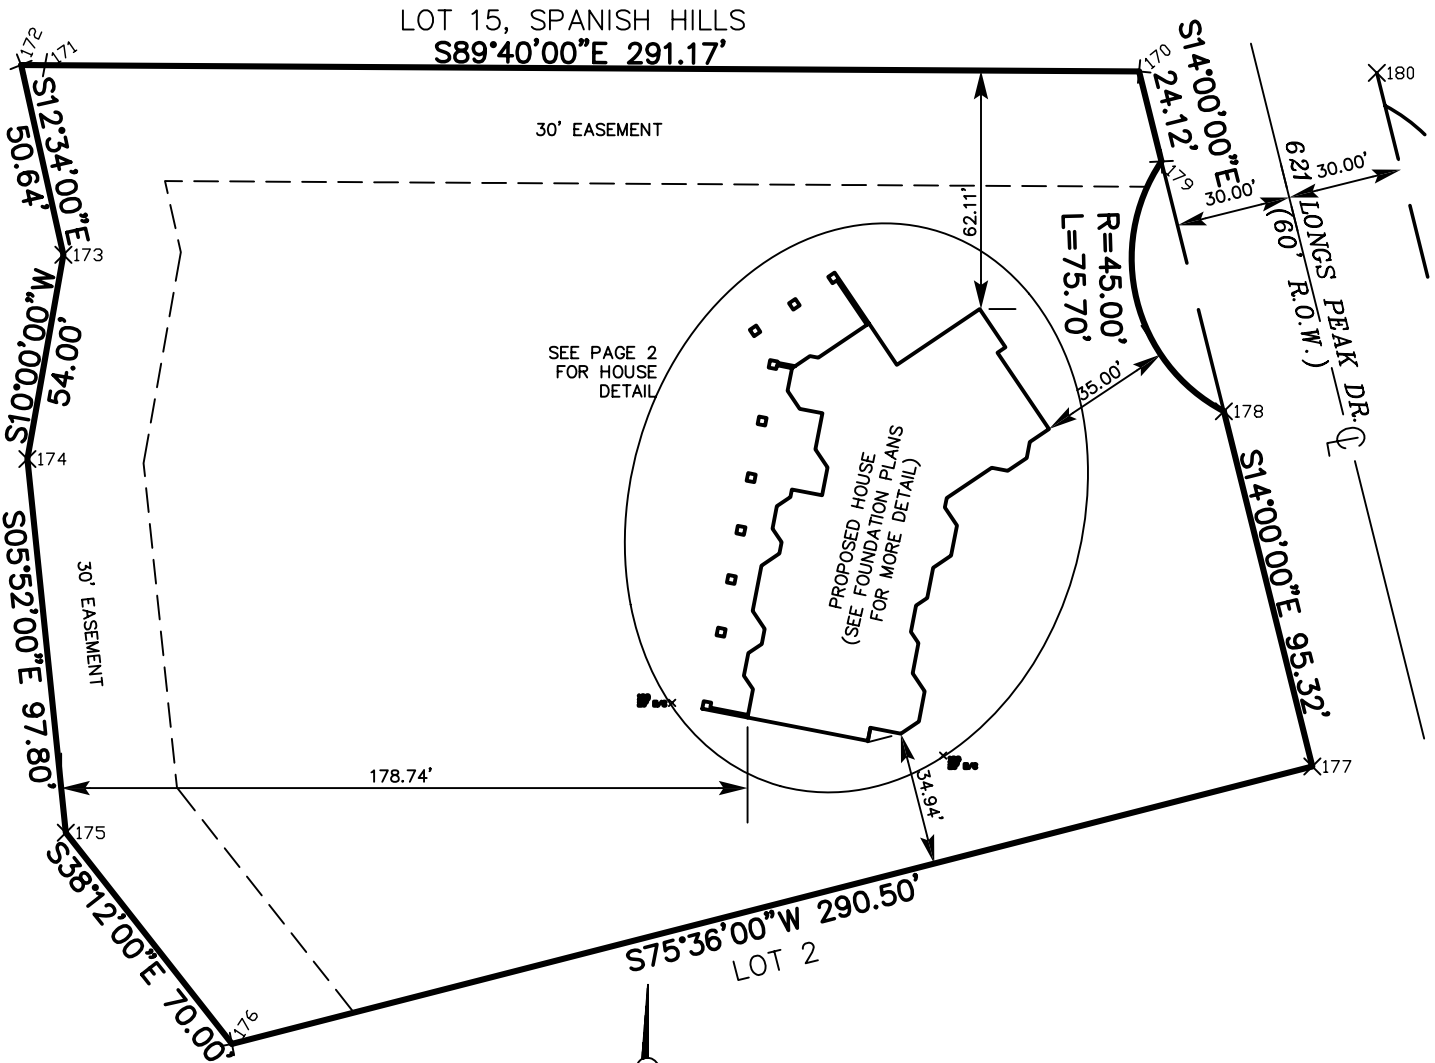 LOT 15, SPANISH HILLS
S89°40'00"E 291.17'
172
171
170
S14°00'00"E
24.12'
180
179
30.00'
30.00'
621 LONGS PEAK DR.
(60' R.O.W.)
℄
30' EASEMENT
S12°34'00"E
50.64'
173
S10°00'00"W
54.00'
174
62.11'
R=45.00'
L=75.70'
SEE PAGE 2
FOR HOUSE
DETAIL
35.00'
178
PROPOSED HOUSE
(SEE FOUNDATION PLANS
FOR MORE DETAIL)
S14°00'00"E 95.32'
S05°52'00"E 97.80'
30' EASEMENT
178.74'
34.94'
177
175
S38°12'00"E 70.00'
176
S75°36'00"W 290.50'
LOT 2